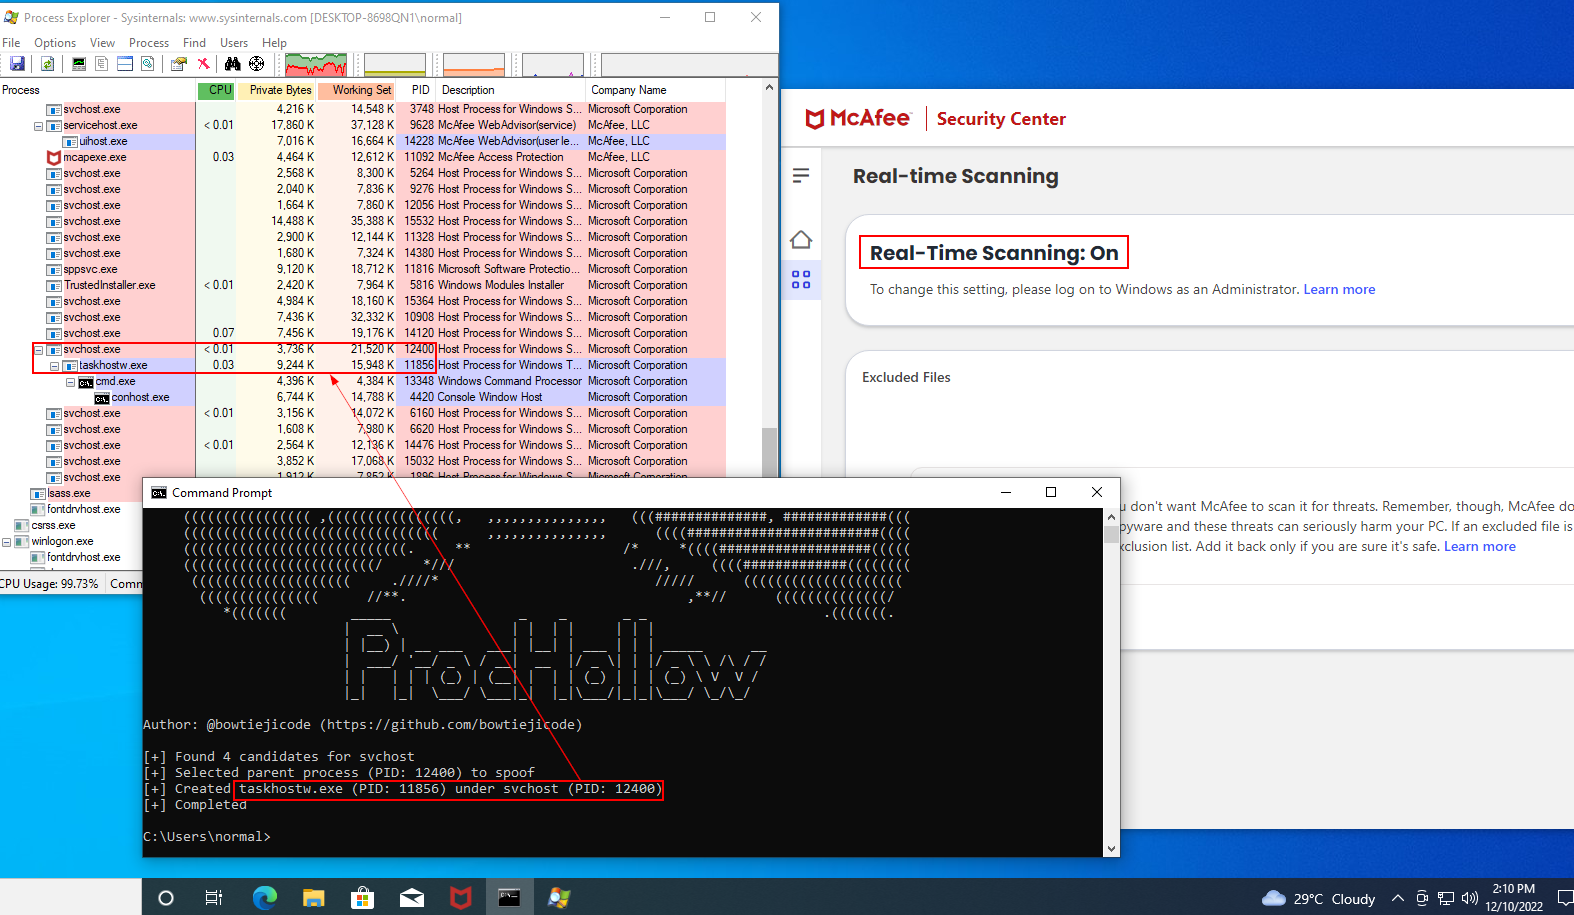 Process Explorer - Sysinternals: www.sysinternals.com [DESKTOP-8698QN1\normal]
File Options View Process Find Users Help
Process CPU Private Bytes Working Set PID Description Company Name
svchost.exe 4,216 K 14,548 K 3748 Host Process for Windows S... Microsoft Corporation
servicehost.exe < 0.01 17,860 K 37,128 K 9628 McAfee WebAdvisor(service) McAfee, LLC
uihost.exe 7,016 K 16,664 K 14228 McAfee WebAdvisor(user le... McAfee, LLC
mcapexe.exe 0.03 4,464 K 12,612 K 11092 McAfee Access Protection McAfee, LLC
svchost.exe 2,568 K 8,300 K 5264 Host Process for Windows S... Microsoft Corporation
svchost.exe 2,040 K 7,836 K 9276 Host Process for Windows S... Microsoft Corporation
svchost.exe 1,664 K 7,860 K 12056 Host Process for Windows S... Microsoft Corporation
svchost.exe 14,488 K 35,388 K 15532 Host Process for Windows S... Microsoft Corporation
svchost.exe 2,900 K 12,144 K 11328 Host Process for Windows S... Microsoft Corporation
svchost.exe 1,680 K 7,324 K 14380 Host Process for Windows S... Microsoft Corporation
sppsvc.exe 9,120 K 18,712 K 11816 Microsoft Software Protectio... Microsoft Corporation
TrustedInstaller.exe < 0.01 2,420 K 7,964 K 5816 Windows Modules Installer Microsoft Corporation
svchost.exe 4,984 K 18,160 K 15364 Host Process for Windows S... Microsoft Corporation
svchost.exe 7,436 K 32,332 K 10908 Host Process for Windows S... Microsoft Corporation
svchost.exe 0.07 7,456 K 19,176 K 14120 Host Process for Windows S... Microsoft Corporation
svchost.exe < 0.01 3,736 K 21,520 K 12400 Host Process for Windows S... Microsoft Corporation
taskhostw.exe 0.03 9,244 K 15,948 K 11856 Host Process for Windows T... Microsoft Corporation
cmd.exe 4,396 K 4,384 K 13348 Windows Command Processor Microsoft Corporation
conhost.exe 6,744 K 14,788 K 4420 Console Window Host Microsoft Corporation
svchost.exe < 0.01 3,156 K 14,072 K 6160 Host Process for Windows S... Microsoft Corporation
svchost.exe 1,608 K 7,980 K 6620 Host Process for Windows S... Microsoft Corporation
svchost.exe < 0.01 2,564 K 12,136 K 14476 Host Process for Windows S... Microsoft Corporation
svchost.exe 3,852 K 17,068 K 15032 Host Process for Windows S... Microsoft Corporation
svchost.exe 1,912 K 7,852 K 1896 Host Process for Windows S... Microsoft Corporation
lsass.exe
fontdrvhost.exe
csrss.exe
winlogon.exe
fontdrvhost.exe
CPU Usage: 99.73% Comm
McAfee Security Center
Real-time Scanning
Real-Time Scanning: On
To change this setting, please log on to Windows as an Administrator. Learn more
Excluded Files
u don't want McAfee to scan it for threats. Remember, though, McAfee do
pyware and these threats can seriously harm your PC. If an excluded file is
xclusion list. Add it back only if you are sure it's safe. Learn more
Command Prompt
ProcHollow
Author: @bowtiejicode (https://github.com/bowtiejicode)
[+] Found 4 candidates for svchost
[+] Selected parent process (PID: 12400) to spoof
[+] Created taskhostw.exe (PID: 11856) under svchost (PID: 12400)
[+] Completed
C:\Users\normal>
29°C Cloudy
2:10 PM
12/10/2022